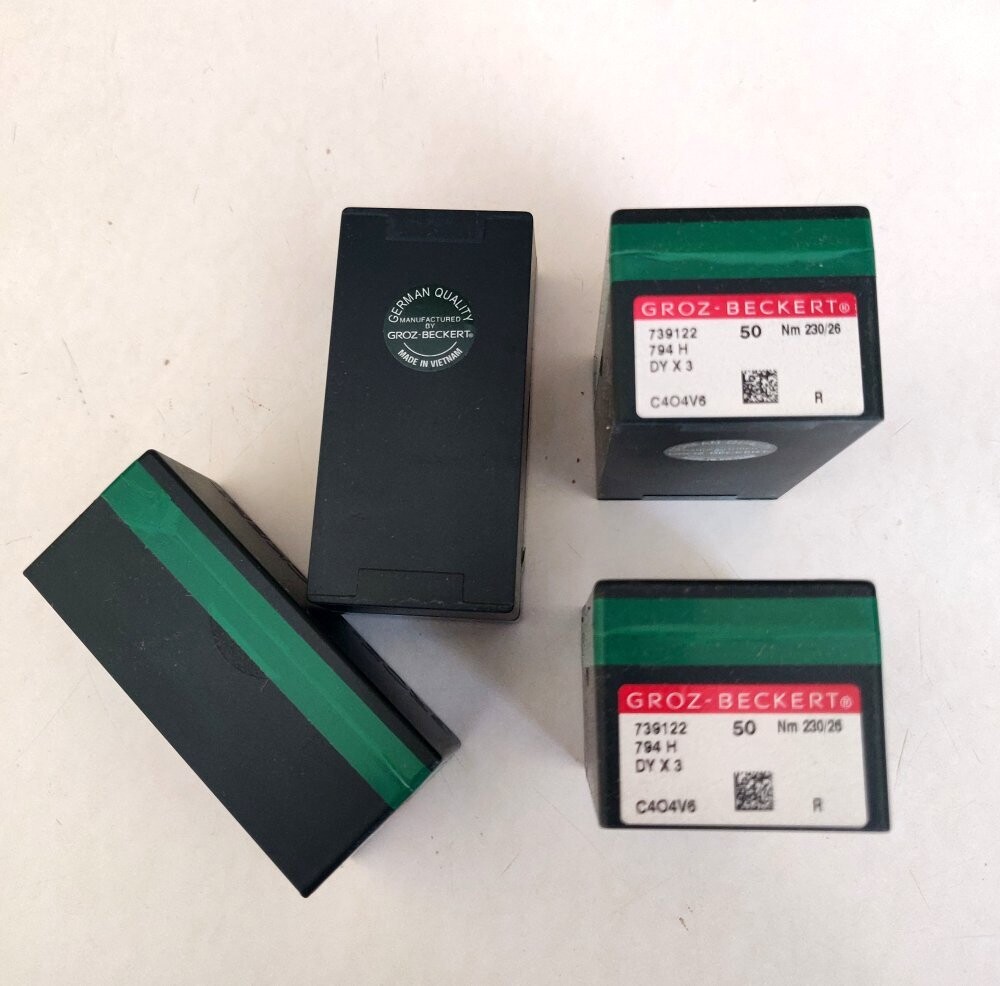 GERMAN QUALITY
MANUFACTURED
BY
GROZ-BECKERT®
MADE IN VIETNAM
GROZ-BECKERT®
739122 50 Nm 230/26
794 H
DY X 3
C4O4V6 R
GROZ-BECKERT®
739122 50 Nm 230/26
794 H
DY X 3
C4O4V6 R